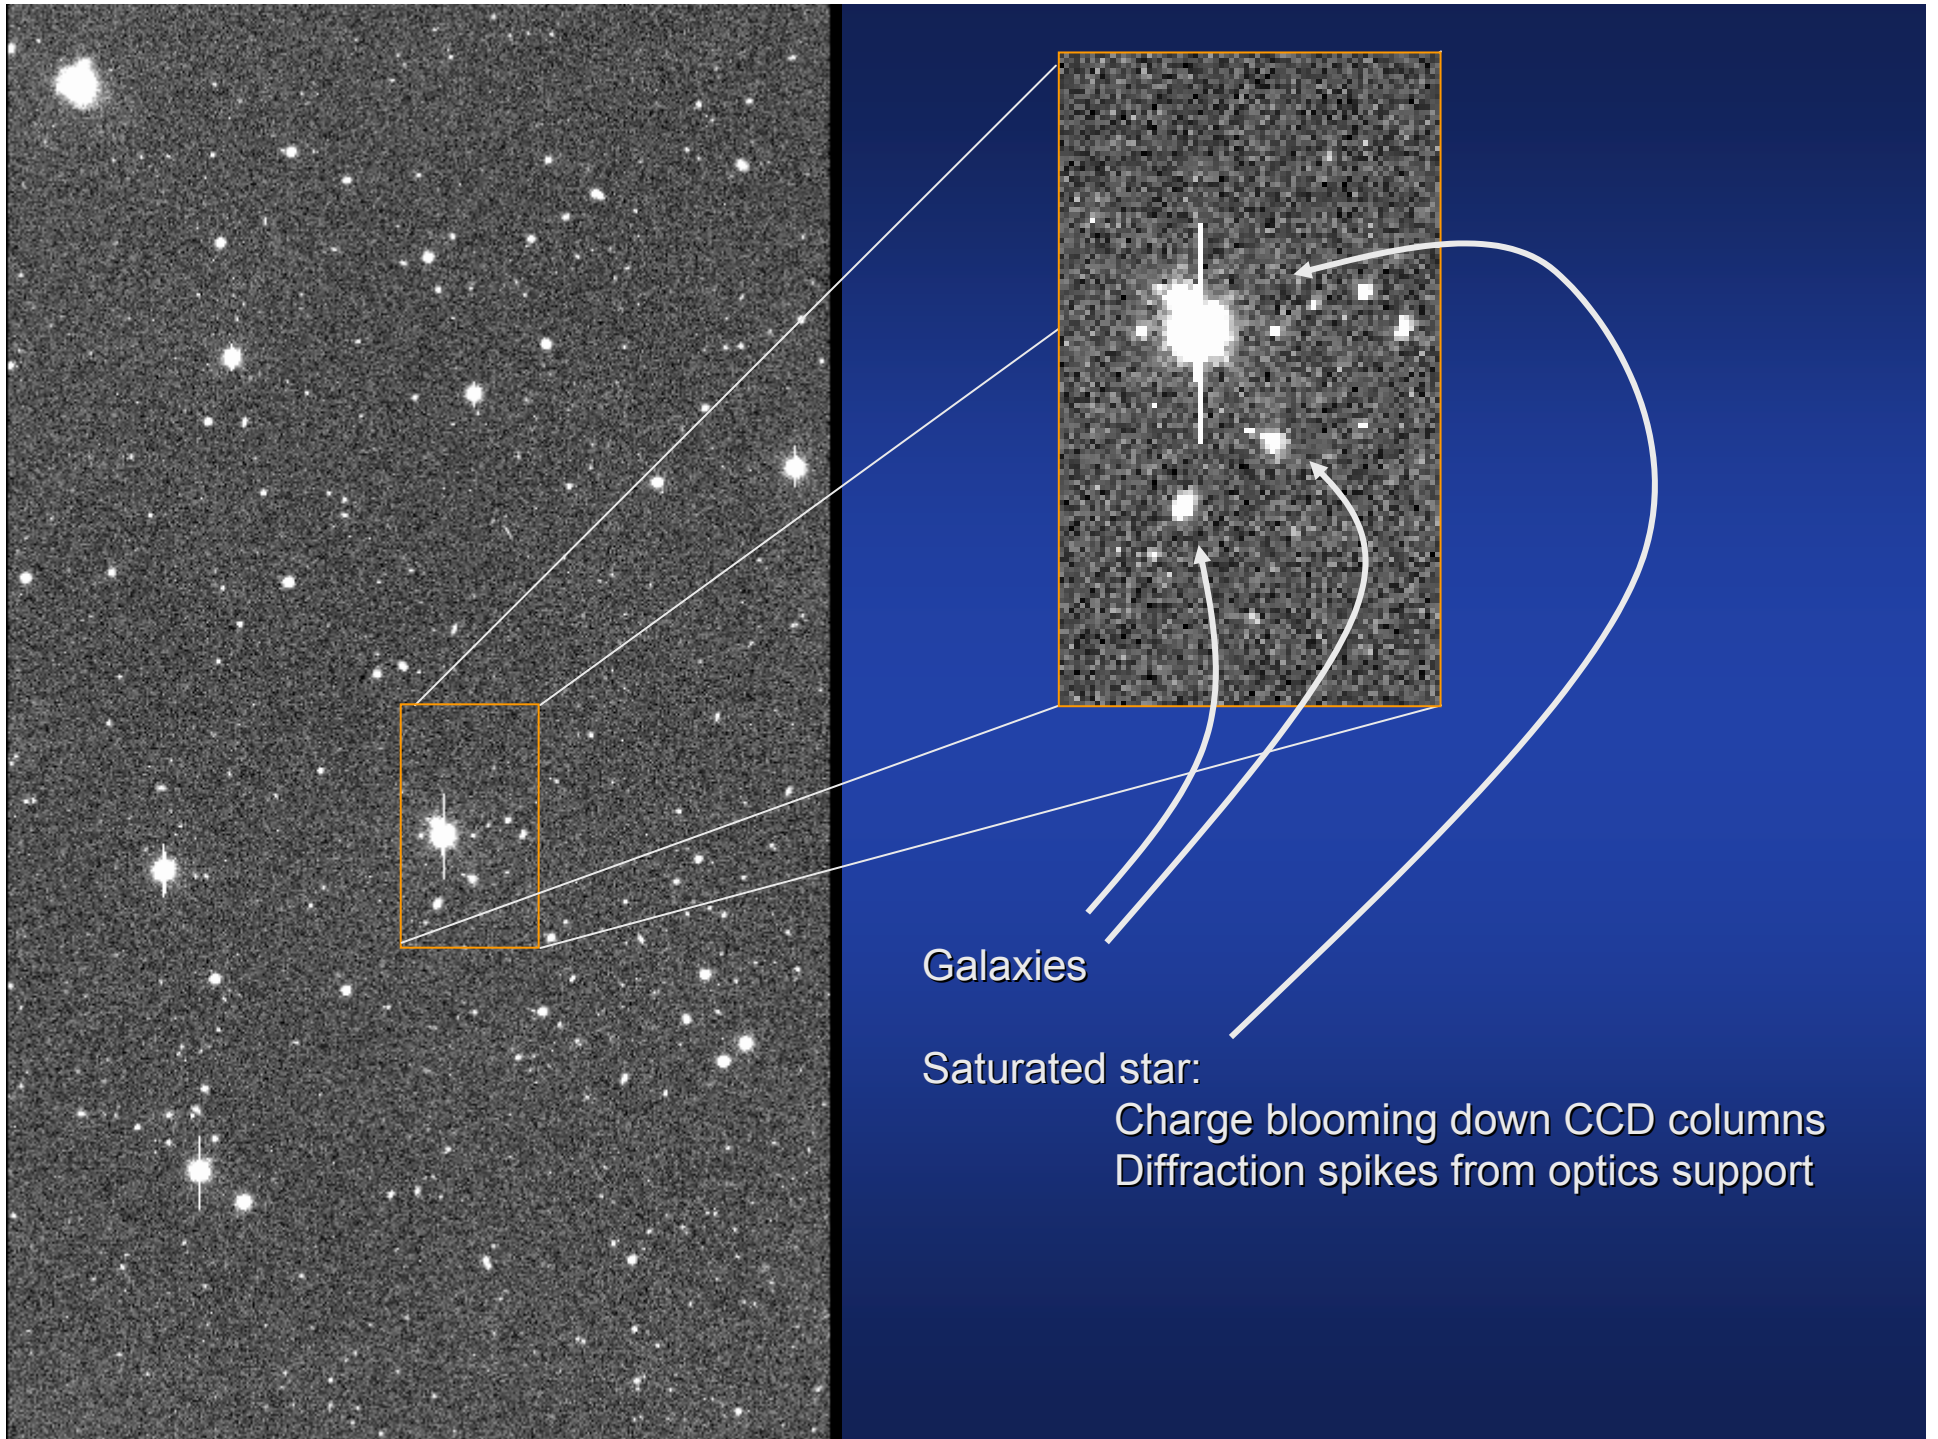 Galaxies
Saturated star:
Charge blooming down CCD columns
Diffraction spikes from optics support